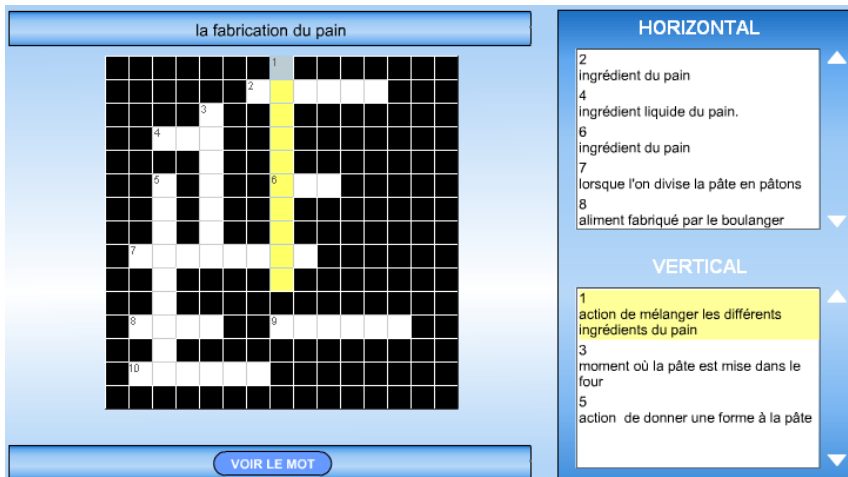 la fabrication du pain
1
2
3
4
5
6
7
8
9
10
VOIR LE MOT
HORIZONTAL
2
ingrédient du pain
4
ingrédient liquide du pain.
6
ingrédient du pain
7
lorsque l'on divise la pâte en pâtons
8
aliment fabriqué par le boulanger
VERTICAL
1
action de mélanger les différents
ingrédients du pain
3
moment où la pâte est mise dans le
four
5
action de donner une forme à la pâte